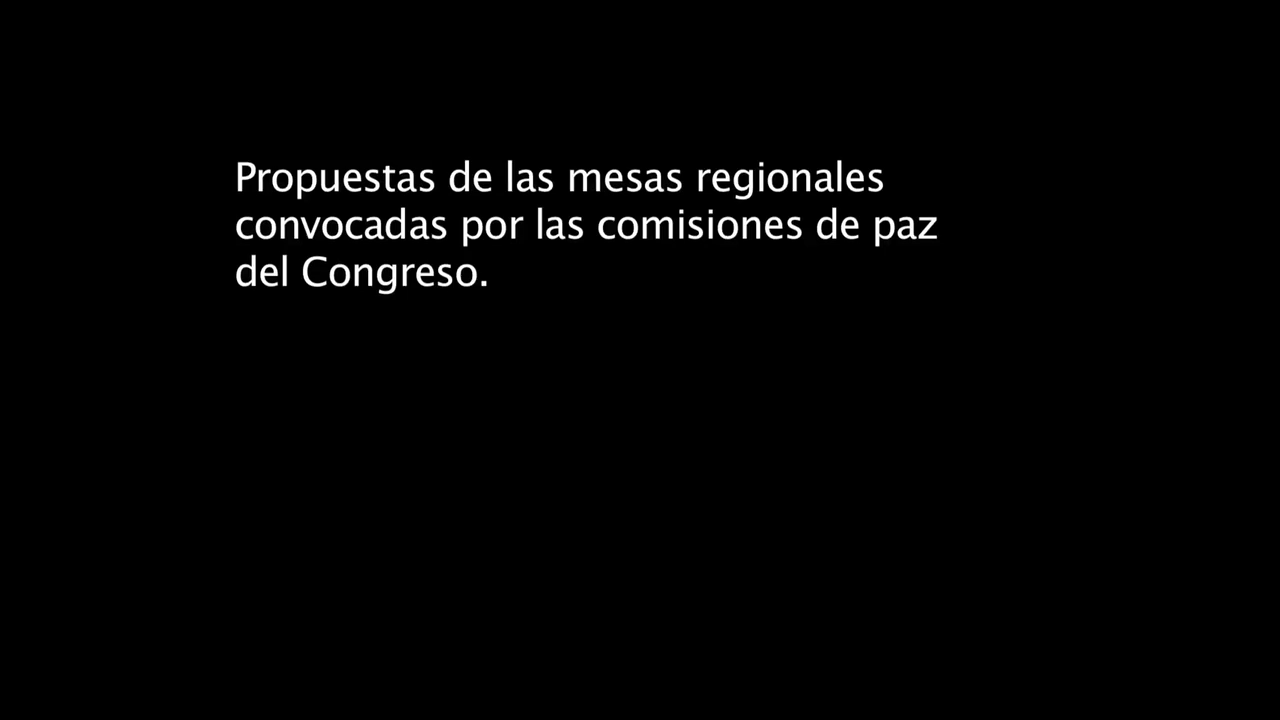 Propuestas de las mesas regionales
convocadas por las comisiones de paz
del Congreso.